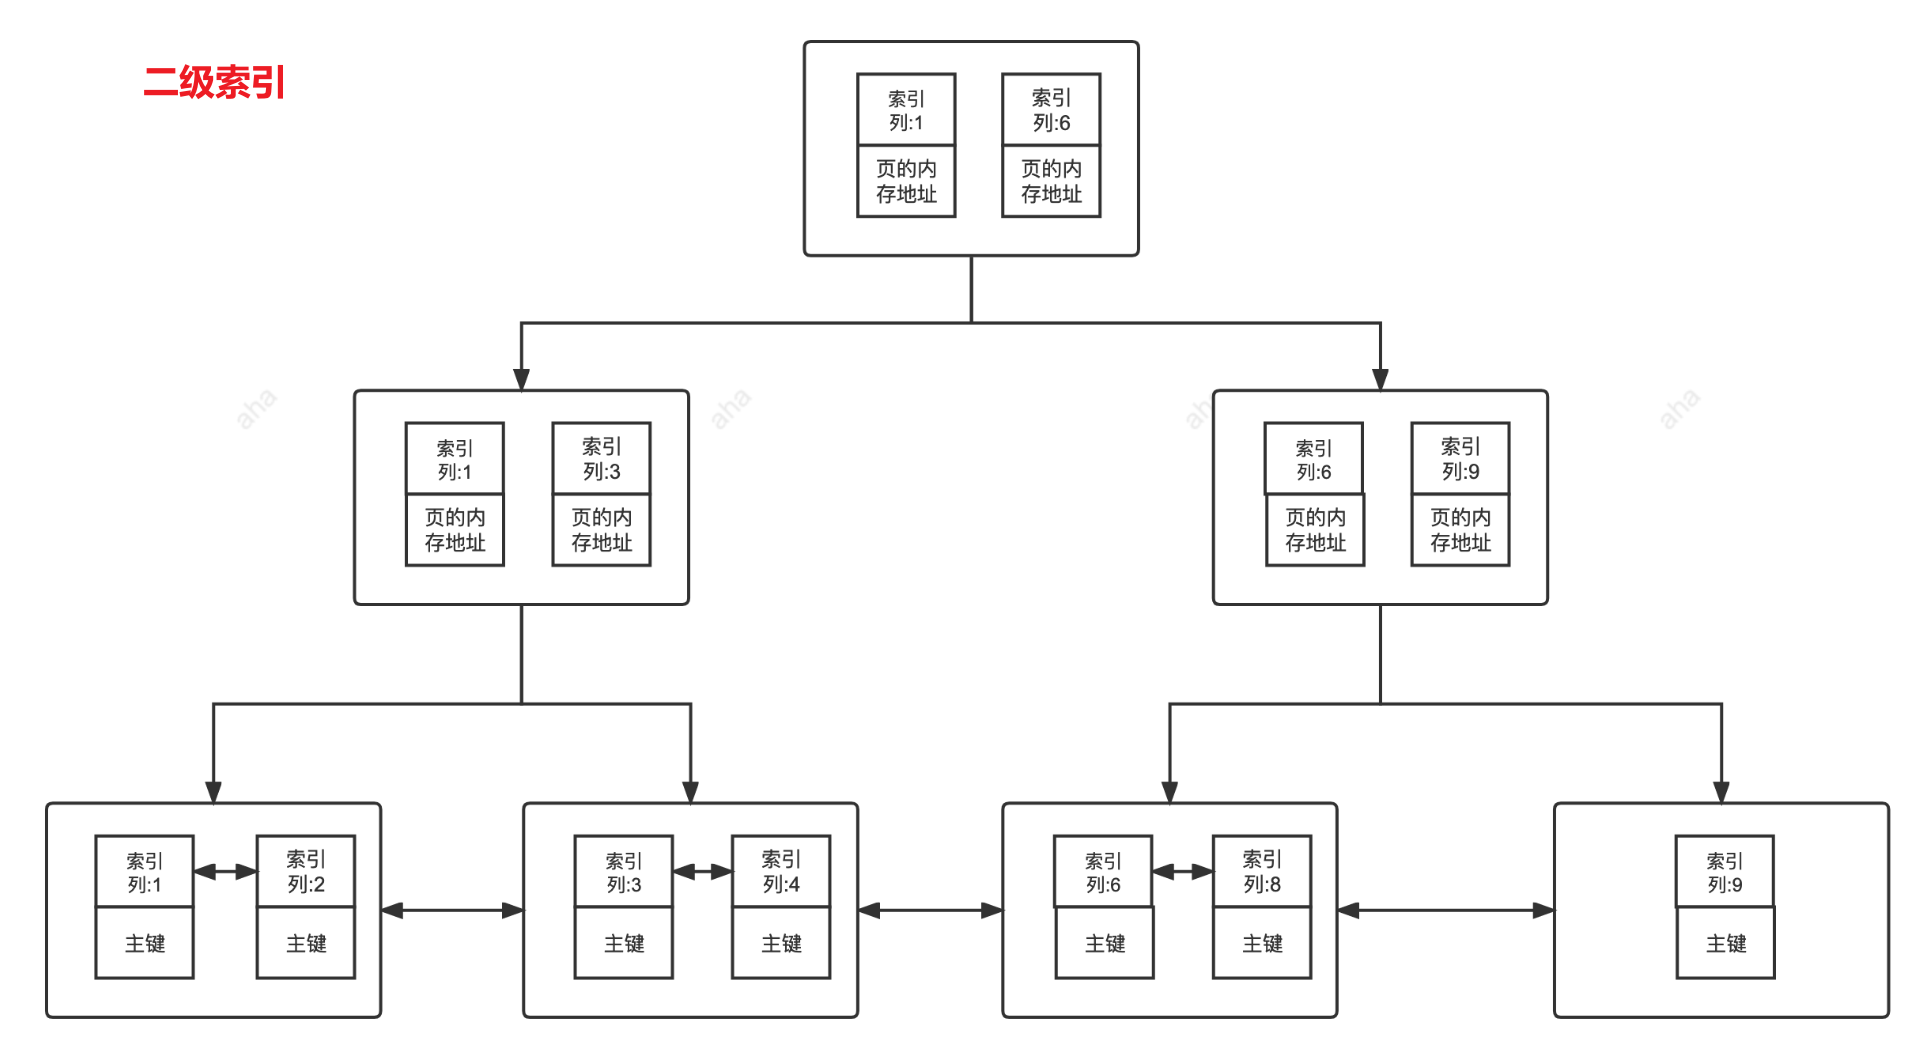 二级索引
索引
列:1
索引
列:6
页的内
存地址
页的内
存地址
aha
aha
ah
aha
索引
列:1
索引
列:3
页的内
存地址
页的内
存地址
索引
列:6
索引
列:9
页的内
存地址
页的内
存地址
索引
列:1
索引
列:2
主键
主键
索引
列:3
索引
列:4
主键
主键
索引
列:6
索引
列:8
主键
主键
索引
列:9
主键